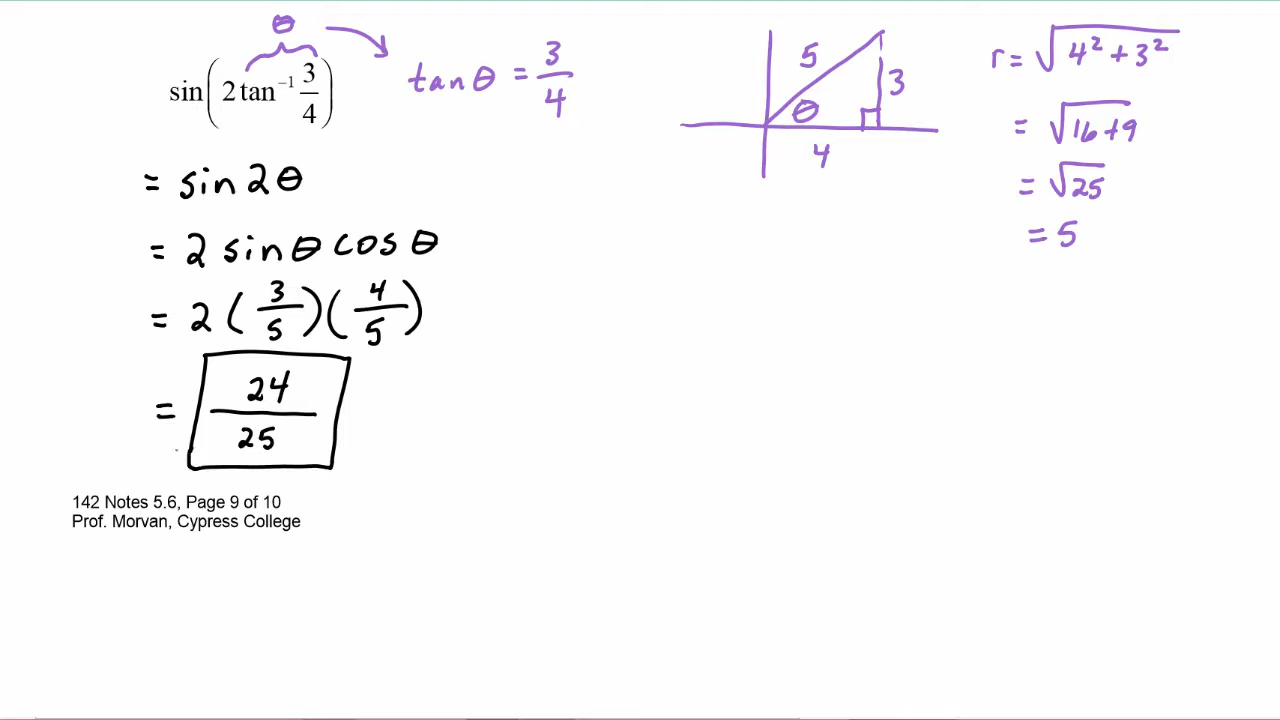 θ
sin(2 tan⁻¹ 3/4)
tan θ = 3/4
= sin 2θ
= 2 sin θ cos θ
= 2 (3/5)(4/5)
= 24/25
5
3
θ
4
r = √(4² + 3²)
= √(16+9)
= √25
= 5
142 Notes 5.6, Page 9 of 10
Prof. Morvan, Cypress College